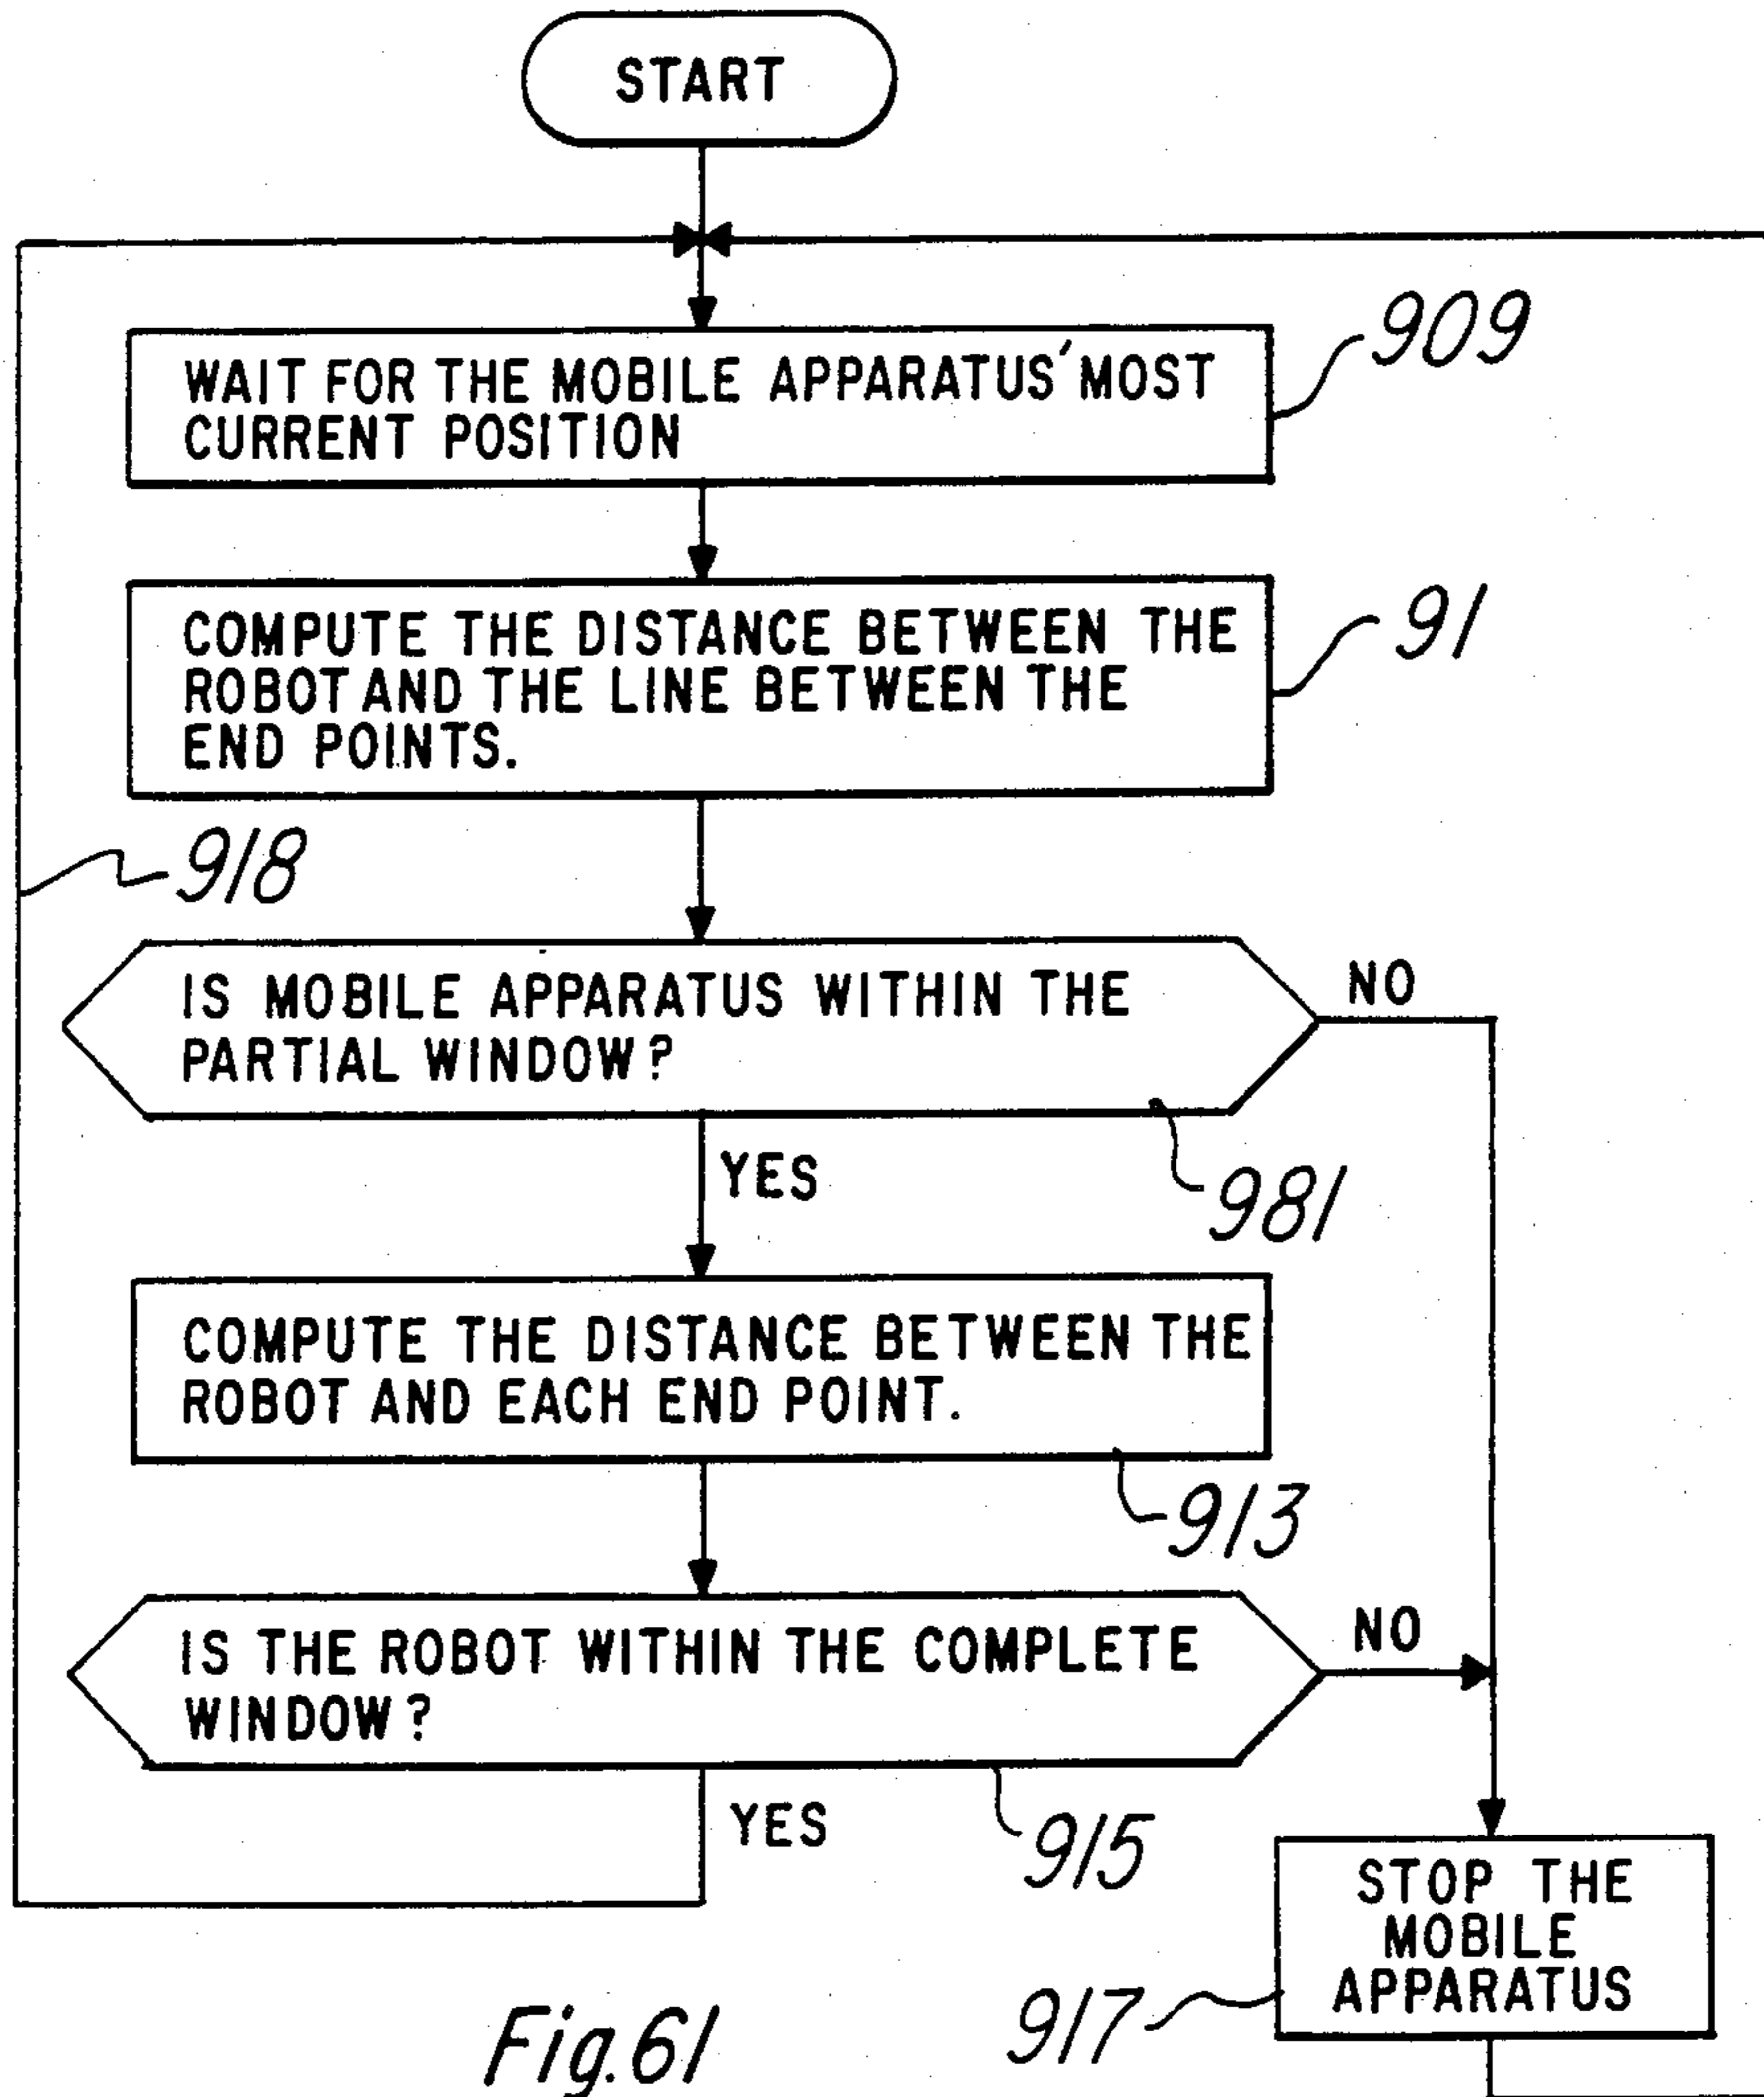 START
WAIT FOR THE MOBILE APPARATUS' MOST
CURRENT POSITION
909
COMPUTE THE DISTANCE BETWEEN THE
ROBOT AND THE LINE BETWEEN THE
END POINTS.
91
918
IS MOBILE APPARATUS WITHIN THE
PARTIAL WINDOW?
NO
981
YES
COMPUTE THE DISTANCE BETWEEN THE
ROBOT AND EACH END POINT.
913
IS THE ROBOT WITHIN THE COMPLETE
WINDOW?
NO
915
YES
STOP THE
MOBILE
APPARATUS
917
Fig.61